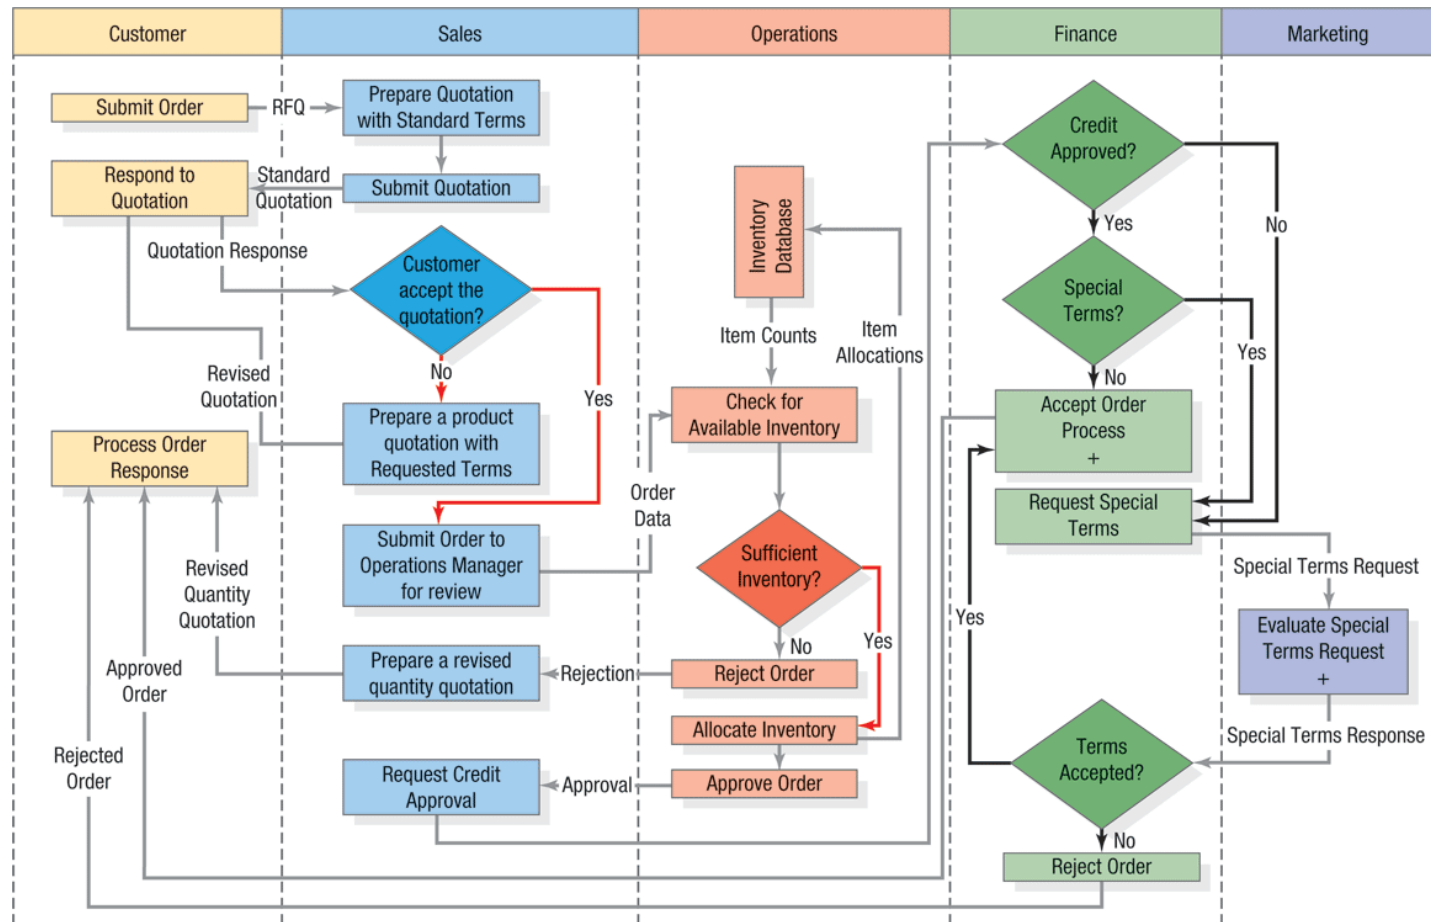 Customer
Sales
Operations
Finance
Marketing
Submit Order
RFQ
Prepare Quotation
with Standard Terms
Credit
Approved?
Respond to
Quotation
Standard
Quotation
Submit Quotation
Inventory
Database
Yes
No
Quotation Response
Customer
accept the
quotation?
Special
Terms?
Item Counts
Item
Allocations
Yes
No
No
Yes
Revised
Quotation
Prepare a product
quotation with
Requested Terms
Check for
Available Inventory
Accept Order
Process
+
Process Order
Response
Order
Data
Request Special
Terms
Submit Order to
Operations Manager
for review
Sufficient
Inventory?
Special Terms Request
Revised
Quantity
Quotation
Yes
No
Yes
Evaluate Special
Terms Request
+
Approved
Order
Prepare a revised
quantity quotation
Rejection
Reject Order
Allocate Inventory
Special Terms Response
Rejected
Order
Request Credit
Approval
Approval
Approve Order
Terms
Accepted?
No
Reject Order